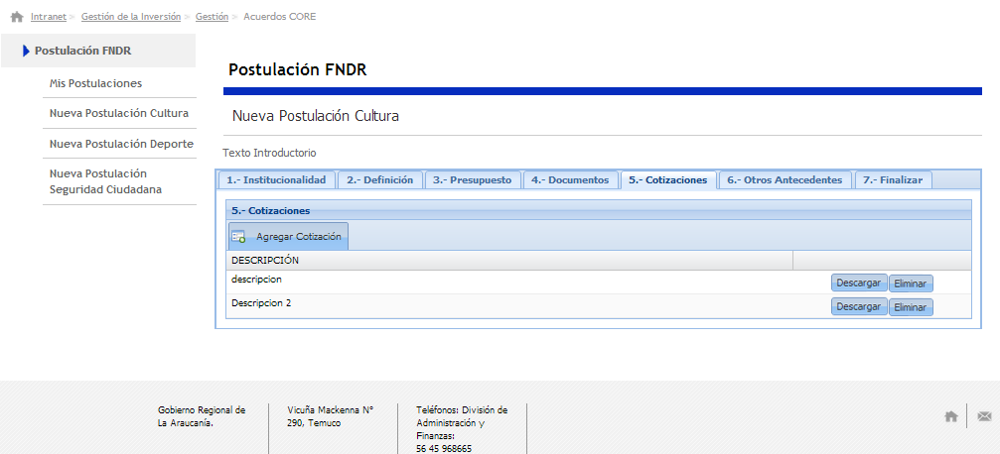 Intranet > Gestión de la Inversión > Gestión > Acuerdos CORE
Postulación FNDR
Mis Postulaciones
Nueva Postulación Cultura
Nueva Postulación Deporte
Nueva Postulación
Seguridad Ciudadana
Postulación FNDR
Nueva Postulación Cultura
Texto Introductorio
1.- Institucionalidad 2.- Definición 3.- Presupuesto 4.- Documentos 5.- Cotizaciones 6.- Otros Antecedentes 7.- Finalizar
5.- Cotizaciones
Agregar Cotización
DESCRIPCIÓN
descripcion Descargar Eliminar
Descripcion 2 Descargar Eliminar
Gobierno Regional de
La Araucanía.
Vicuña Mackenna N°
290, Temuco
Teléfonos: División de
Administración y
Finanzas:
56 45 968665